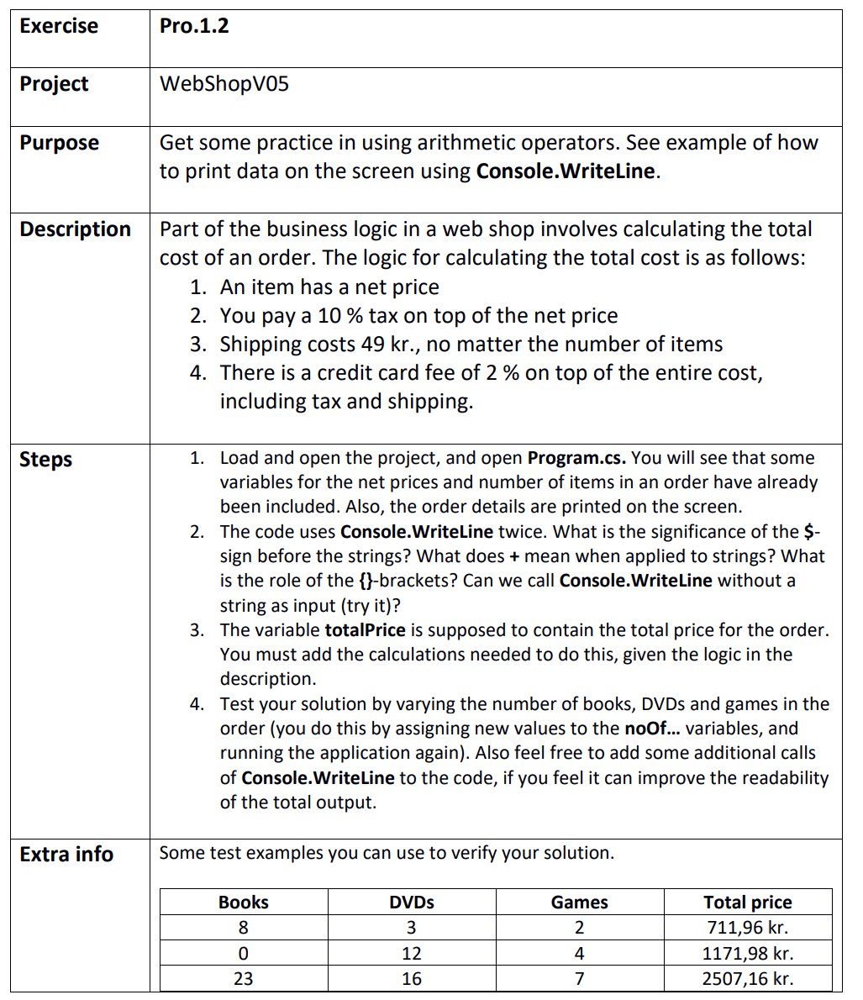 Exercise
Pro.1.2
Project
WebShopV05
Purpose
Get some practice in using arithmetic operators. See example of how
to print data on the screen using Console.WriteLine.
Description
Part of the business logic in a web shop involves calculating the total
cost of an order. The logic for calculating the total cost is as follows:
1. An item has a net price
2. You pay a 10 % tax on top of the net price
3. Shipping costs 49 kr., no matter the number of items
4. There is a credit card fee of 2 % on top of the entire cost,
including tax and shipping.
Steps
1. Load and open the project, and open Program.cs. You will see that some
variables for the net prices and number of items in an order have already
been included. Also, the order details are printed on the screen.
2. The code uses Console.WriteLine twice. What is the significance of the $-
sign before the strings? What does + mean when applied to strings? What
is the role of the {}-brackets? Can we call Console.WriteLine without a
string as input (try it)?
3. The variable totalPrice is supposed to contain the total price for the order.
You must add the calculations needed to do this, given the logic in the
description.
4. Test your solution by varying the number of books, DVDs and games in the
order (you do this by assigning new values to the noOf... variables, and
running the application again). Also feel free to add some additional calls
of Console.WriteLine to the code, if you feel it can improve the readability
of the total output.
Extra info
Some test examples you can use to verify your solution.
Books DVDs Games Total price
8 3 2 711,96 kr.
0 12 4 1171,98 kr.
23 16 7 2507,16 kr.